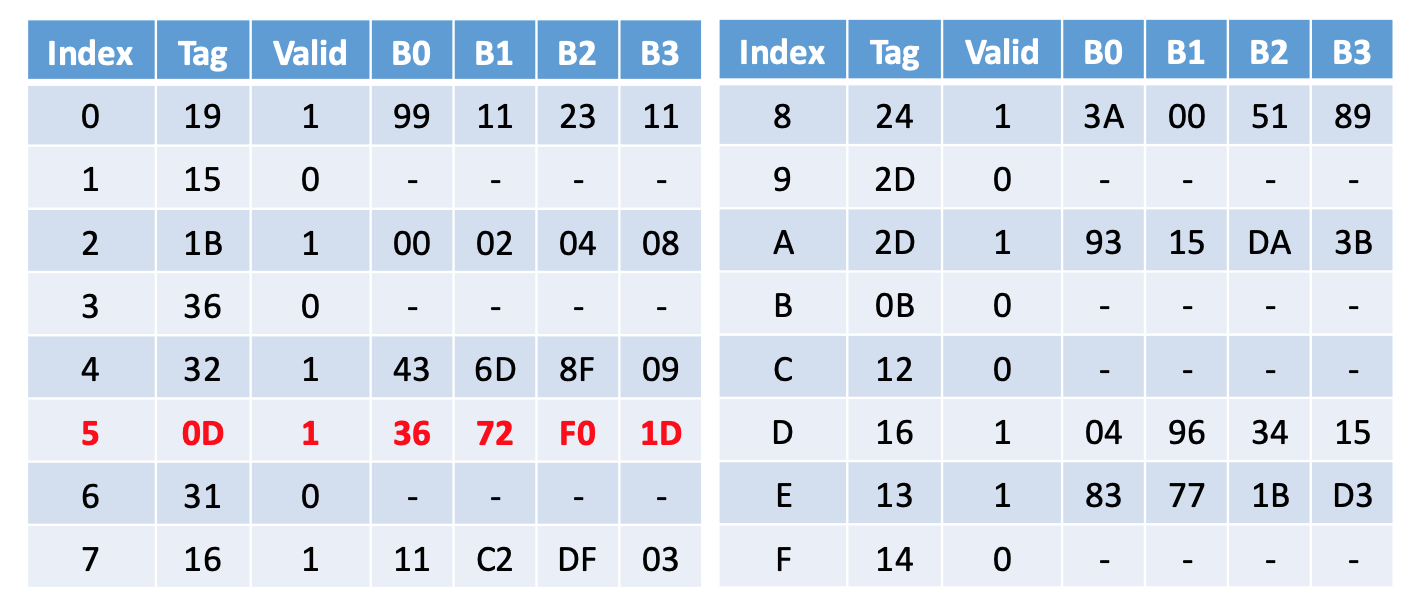 Index Tag Valid B0 B1 B2 B3
0 19 1 99 11 23 11
1 15 0 - - - -
2 1B 1 00 02 04 08
3 36 0 - - - -
4 32 1 43 6D 8F 09
5 0D 1 36 72 F0 1D
6 31 0 - - - -
7 16 1 11 C2 DF 03
Index Tag Valid B0 B1 B2 B3
8 24 1 3A 00 51 89
9 2D 0 - - - -
A 2D 1 93 15 DA 3B
B 0B 0 - - - -
C 12 0 - - - -
D 16 1 04 96 34 15
E 13 1 83 77 1B D3
F 14 0 - - - -